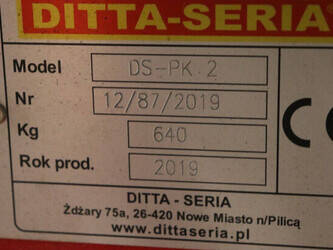 DITTA-SERIA
Model DS-PK 2
Nr 12/87/2019
Kg 640
Rok prod. 2019
DITTA - SERIA
Żdżary 75a, 26-420 Nowe Miasto n/Pilicą
www.dittaseria.pl